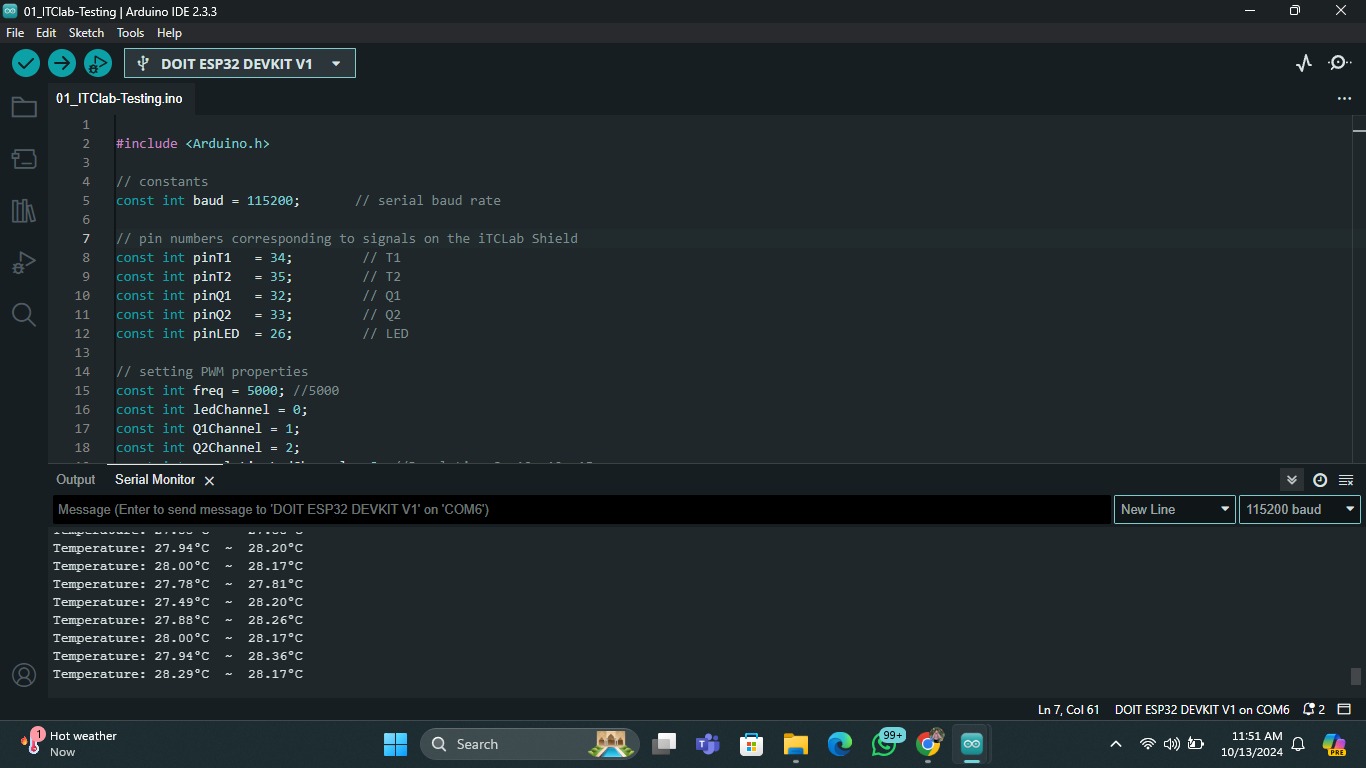 01_ITClab-Testing | Arduino IDE 2.3.3
File Edit Sketch Tools Help
DOIT ESP32 DEVKIT V1
01_ITClab-Testing.ino
1
2 #include <Arduino.h>
3
4 // constants
5 const int baud = 115200; // serial baud rate
6
7 // pin numbers corresponding to signals on the iTCLab Shield
8 const int pinT1 = 34; // T1
9 const int pinT2 = 35; // T2
10 const int pinQ1 = 32; // Q1
11 const int pinQ2 = 33; // Q2
12 const int pinLED = 26; // LED
13
14 // setting PWM properties
15 const int freq = 5000; //5000
16 const int ledChannel = 0;
17 const int Q1Channel = 1;
18 const int Q2Channel = 2;
Output Serial Monitor
Message (Enter to send message to 'DOIT ESP32 DEVKIT V1' on 'COM6') New Line 115200 baud
Temperature: 27.94°C ~ 28.20°C
Temperature: 28.00°C ~ 28.17°C
Temperature: 27.78°C ~ 27.81°C
Temperature: 27.49°C ~ 28.20°C
Temperature: 27.88°C ~ 28.26°C
Temperature: 28.00°C ~ 28.17°C
Temperature: 27.94°C ~ 28.36°C
Temperature: 28.29°C ~ 28.17°C
Ln 7, Col 61 DOIT ESP32 DEVKIT V1 on COM6 2
1 Hot weather
Now
Search
99+
PRE
11:51 AM
10/13/2024